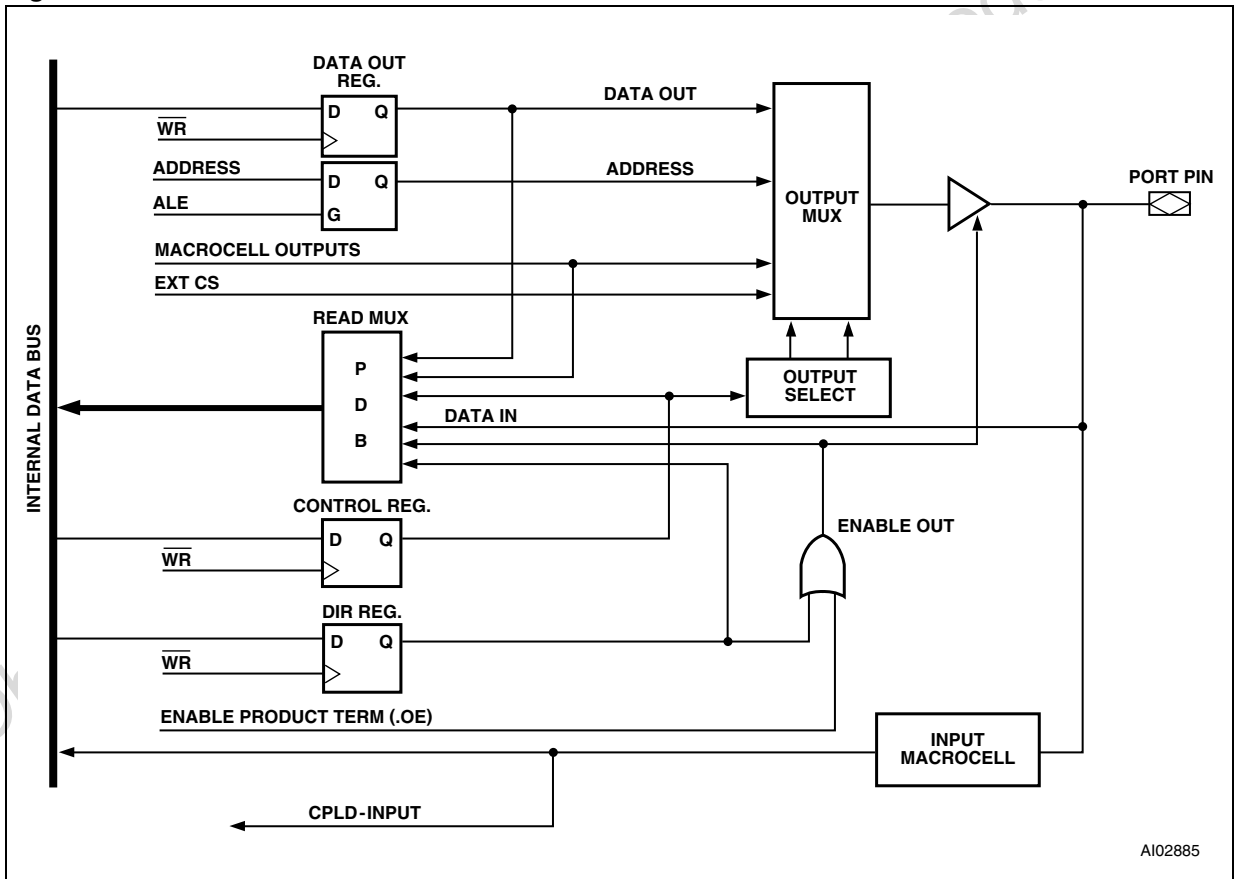 DATA OUT
REG.
D Q
DATA OUT
WR
ADDRESS
D Q
ADDRESS
ALE
G
OUTPUT
MUX
PORT PIN
MACROCELL OUTPUTS
EXT CS
READ MUX
P
D
B
OUTPUT
SELECT
DATA IN
INTERNAL DATA BUS
CONTROL REG.
D Q
WR
ENABLE OUT
DIR REG.
D Q
WR
ENABLE PRODUCT TERM (.OE)
INPUT
MACROCELL
CPLD-INPUT
AI02885